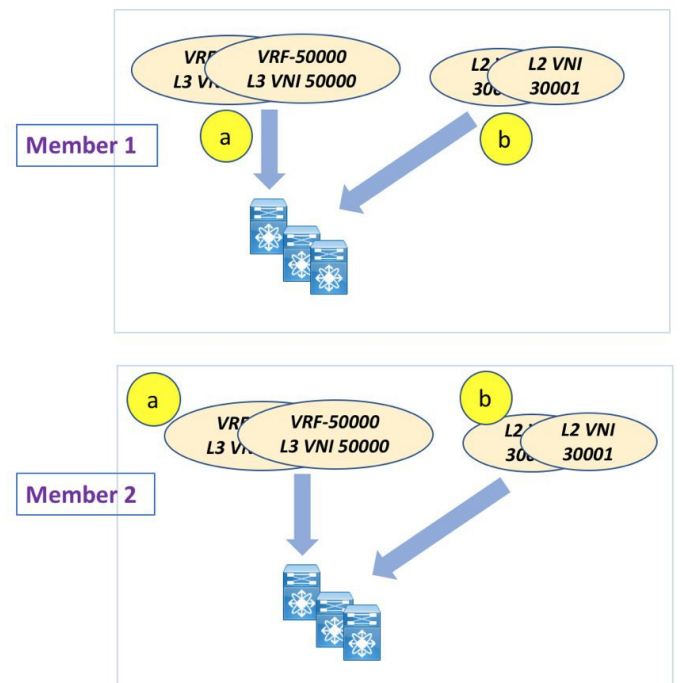 VRF-50000
L3 VNI 50000
L2 VNI
30001
a
b
Member 1
a
b
VRF-50000
L3 VNI 50000
L2 VNI
30001
Member 2